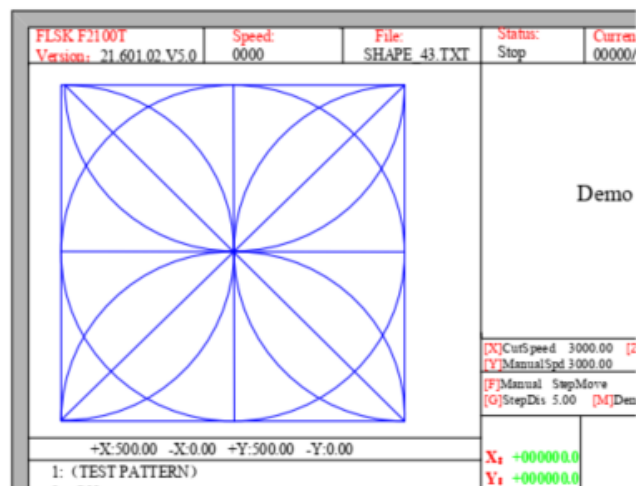 FLSK F2100T
Version: 21.601.02.V5.0
Speed:
0000
File:
SHAPE_43.TXT
Status:
Stop
00000/
Demo
[X]CutSpeed 3000.00
[Y]ManualSpd 3000.00
[F]Manual StepMove
[G]StepDis 5.00 [M]
+X:500.00 -X:0.00 +Y:500.00 -Y:0.00
1: (TEST PATTERN)
X: +000000.0
Y: +000000.0